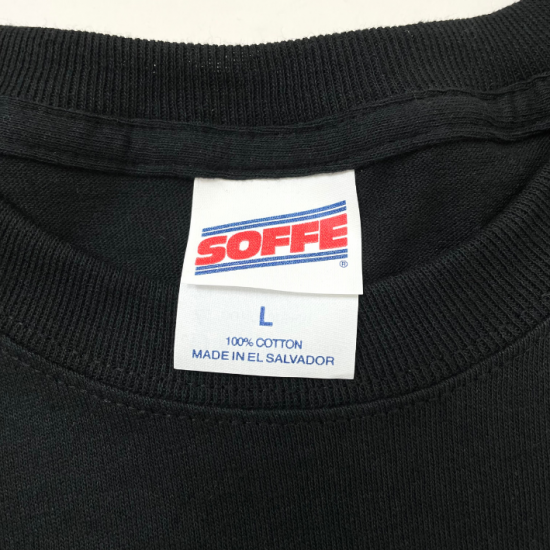 SOFFE
®
L
100% COTTON
MADE IN EL SALVADOR